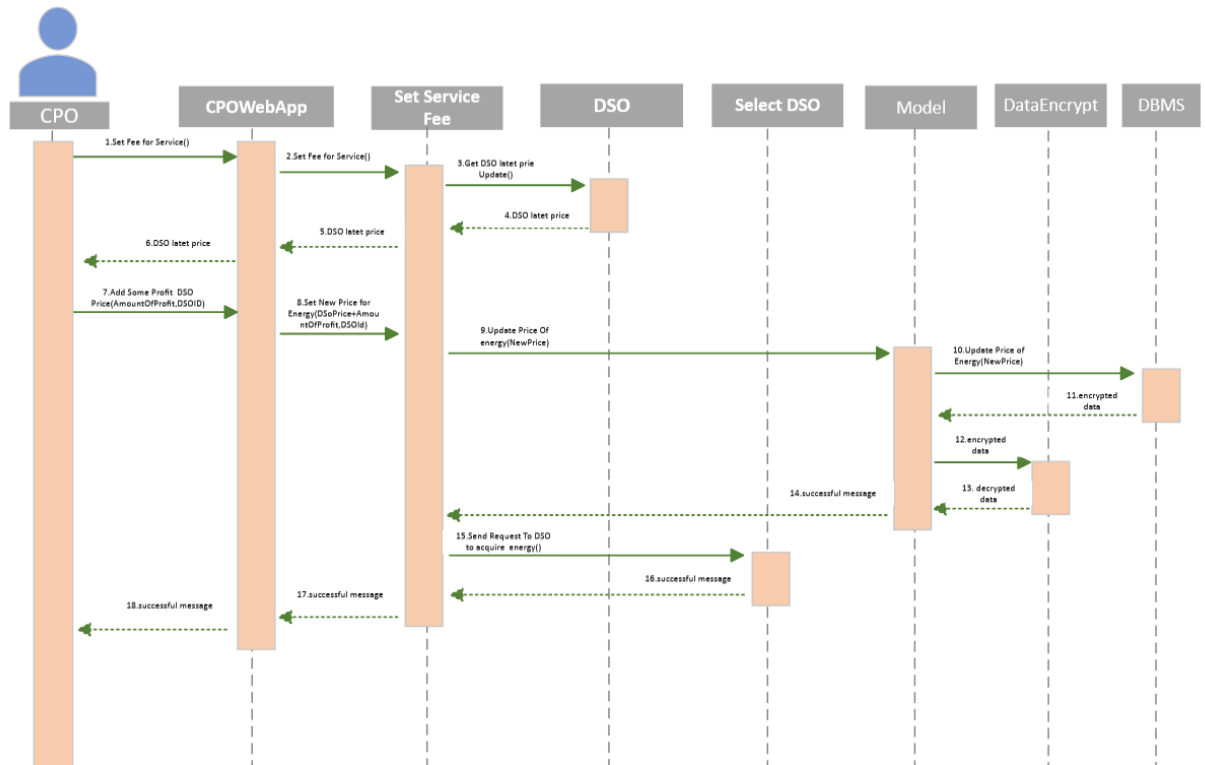 CPO
CPOWebApp
Set Service
Fee
DSO
Select DSO
Model
DataEncrypt
DBMS
1.Set Fee for Service()
2.Set Fee for Service()
3.Get DSO latet prie
Update()
4.DSO latet price
5.DSO latet price
6.DSO latet price
7.Add Some Profit DSO
Price(AmountOfProfit,DSOID)
8.Set New Price for
Energy(DSoPrice+Amou
ntOfProfit,DSOId)
9.Update Price Of
energy(NewPrice)
10.Update Price of
Energy(NewPrice)
11.encrypted
data
12.encrypted
data
13. decrypted
data
14.successful message
15.Send Request To DSO
to acquire energy()
16.successful message
17.successful message
18.successful message